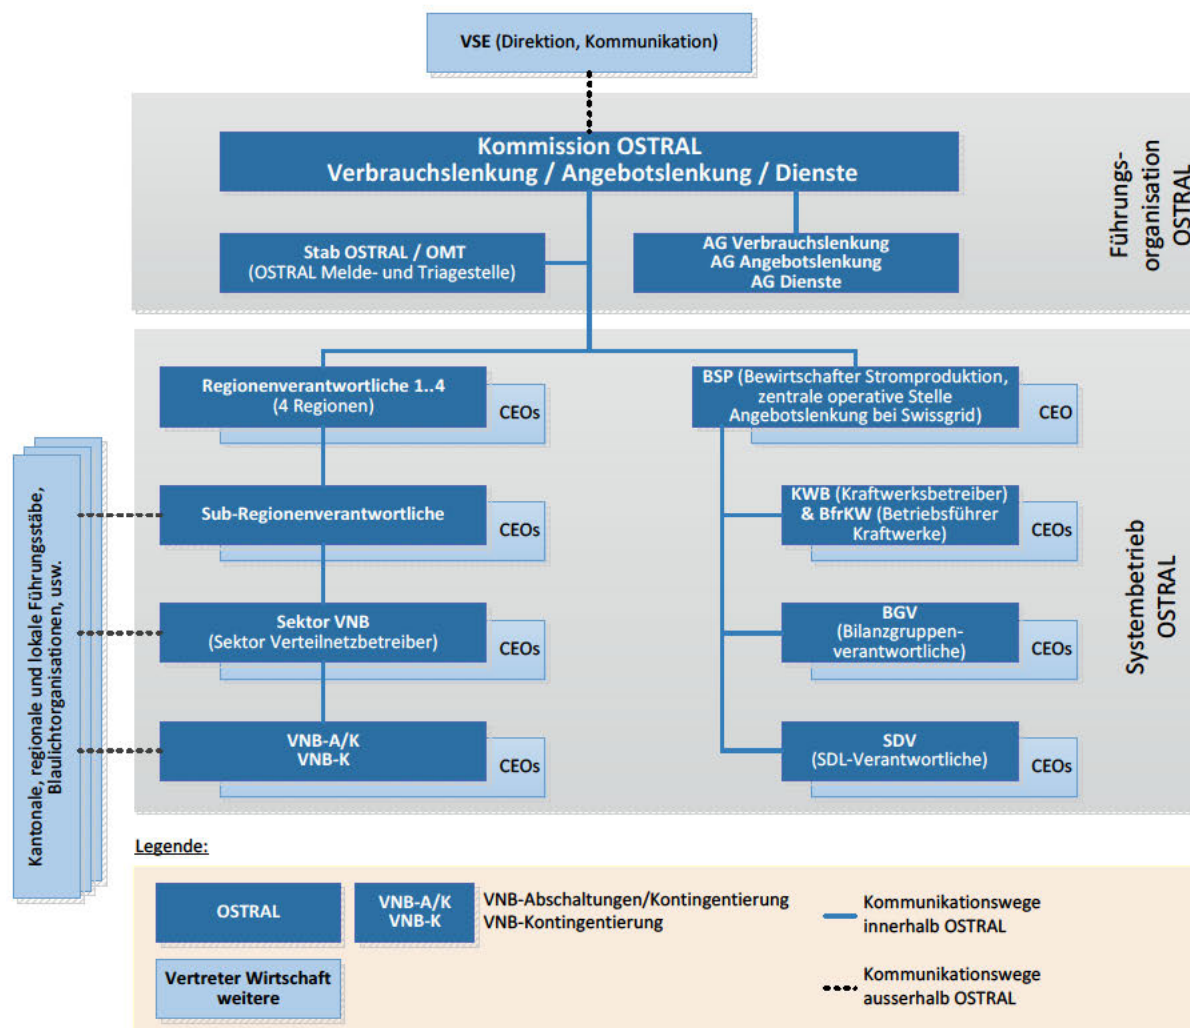 VSE (Direktion, Kommunikation)
Kommission OSTRAL
Verbrauchslenkung / Angebotslenkung / Dienste
Führungs-
organisation
OSTRAL
Stab OSTRAL / OMT
(OSTRAL Melde- und Triagestelle)
AG Verbrauchslenkung
AG Angebotslenkung
AG Dienste
Regionenverantwortliche 1..4
(4 Regionen)
CEOs
BSP (Bewirtschafter Stromproduktion,
zentrale operative Stelle
Angebotslenkung bei Swissgrid)
CEO
Kantonale, regionale und lokale Führungsstäbe,
Blaulichtorganisationen, usw.
Sub-Regionenverantwortliche
CEOs
KWB (Kraftwerksbetreiber)
& BfrKW (Betriebsführer
Kraftwerke)
CEOs
Systembetrieb
OSTRAL
Sektor VNB
(Sektor Verteilnetzbetreiber)
CEOs
BGV
(Bilanzgruppen-
verantwortliche)
CEOs
VNB-A/K
VNB-K
CEOs
SDV
(SDL-Verantwortliche)
CEOs
Legende:
OSTRAL
VNB-A/K
VNB-K
VNB-Abschaltungen/Kontingentierung
VNB-Kontingentierung
Kommunikationswege
innerhalb OSTRAL
Vertreter Wirtschaft
weitere
Kommunikationswege
ausserhalb OSTRAL